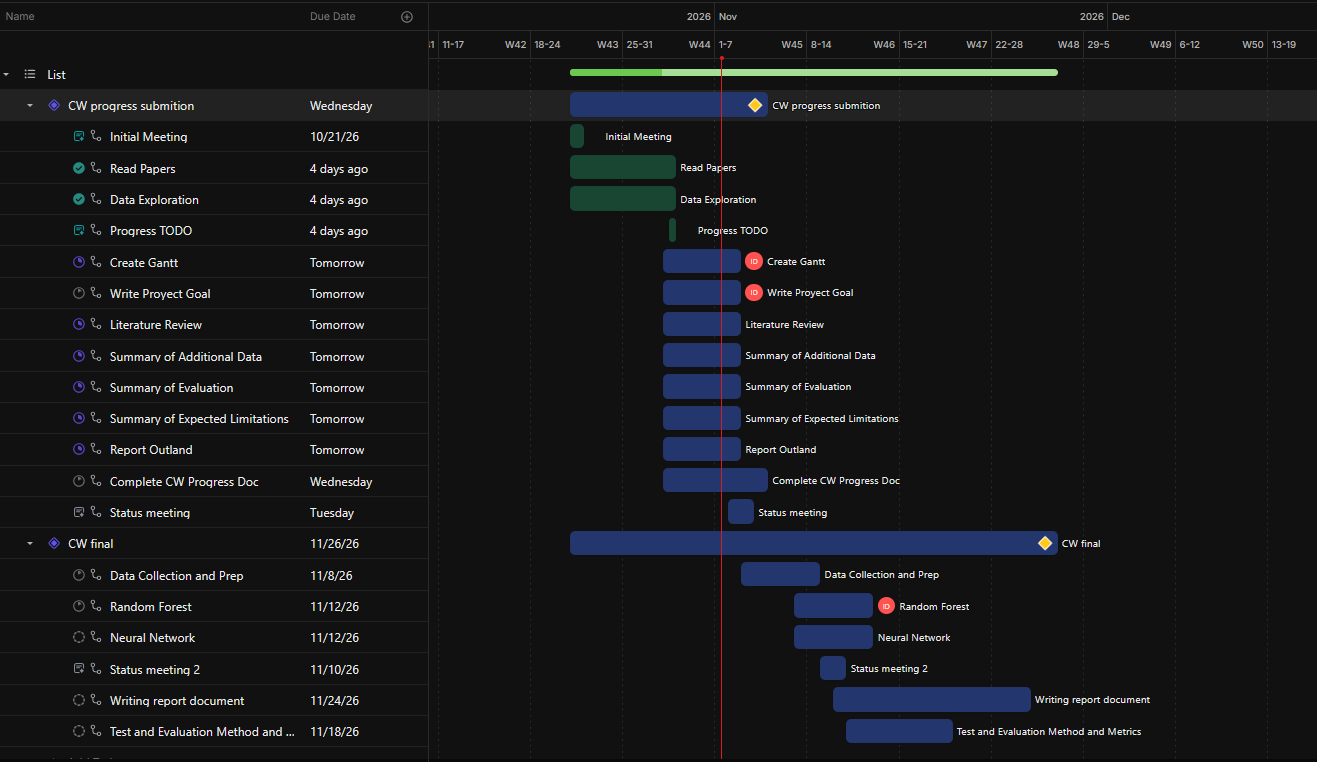 Name Due Date 2026 Nov 2026 Dec
11-17 W42 18-24 W43 25-31 W44 1-7 W45 8-14 W46 15-21 W47 22-28 W48 29-5 W49 6-12 W50 13-19
List
CW progress submition Wednesday CW progress submition
Initial Meeting 10/21/26 Initial Meeting
Read Papers 4 days ago Read Papers
Data Exploration 4 days ago Data Exploration
Progress TODO 4 days ago Progress TODO
Create Gantt Tomorrow ID Create Gantt
Write Proyect Goal Tomorrow ID Write Proyect Goal
Literature Review Tomorrow Literature Review
Summary of Additional Data Tomorrow Summary of Additional Data
Summary of Evaluation Tomorrow Summary of Evaluation
Summary of Expected Limitations Tomorrow Summary of Expected Limitations
Report Outland Tomorrow Report Outland
Complete CW Progress Doc Wednesday Complete CW Progress Doc
Status meeting Tuesday Status meeting
CW final 11/26/26 CW final
Data Collection and Prep 11/8/26 Data Collection and Prep
Random Forest 11/12/26 ID Random Forest
Neural Network 11/12/26 Neural Network
Status meeting 2 11/10/26 Status meeting 2
Writing report document 11/24/26 Writing report document
Test and Evaluation Method and ... 11/18/26 Test and Evaluation Method and Metrics